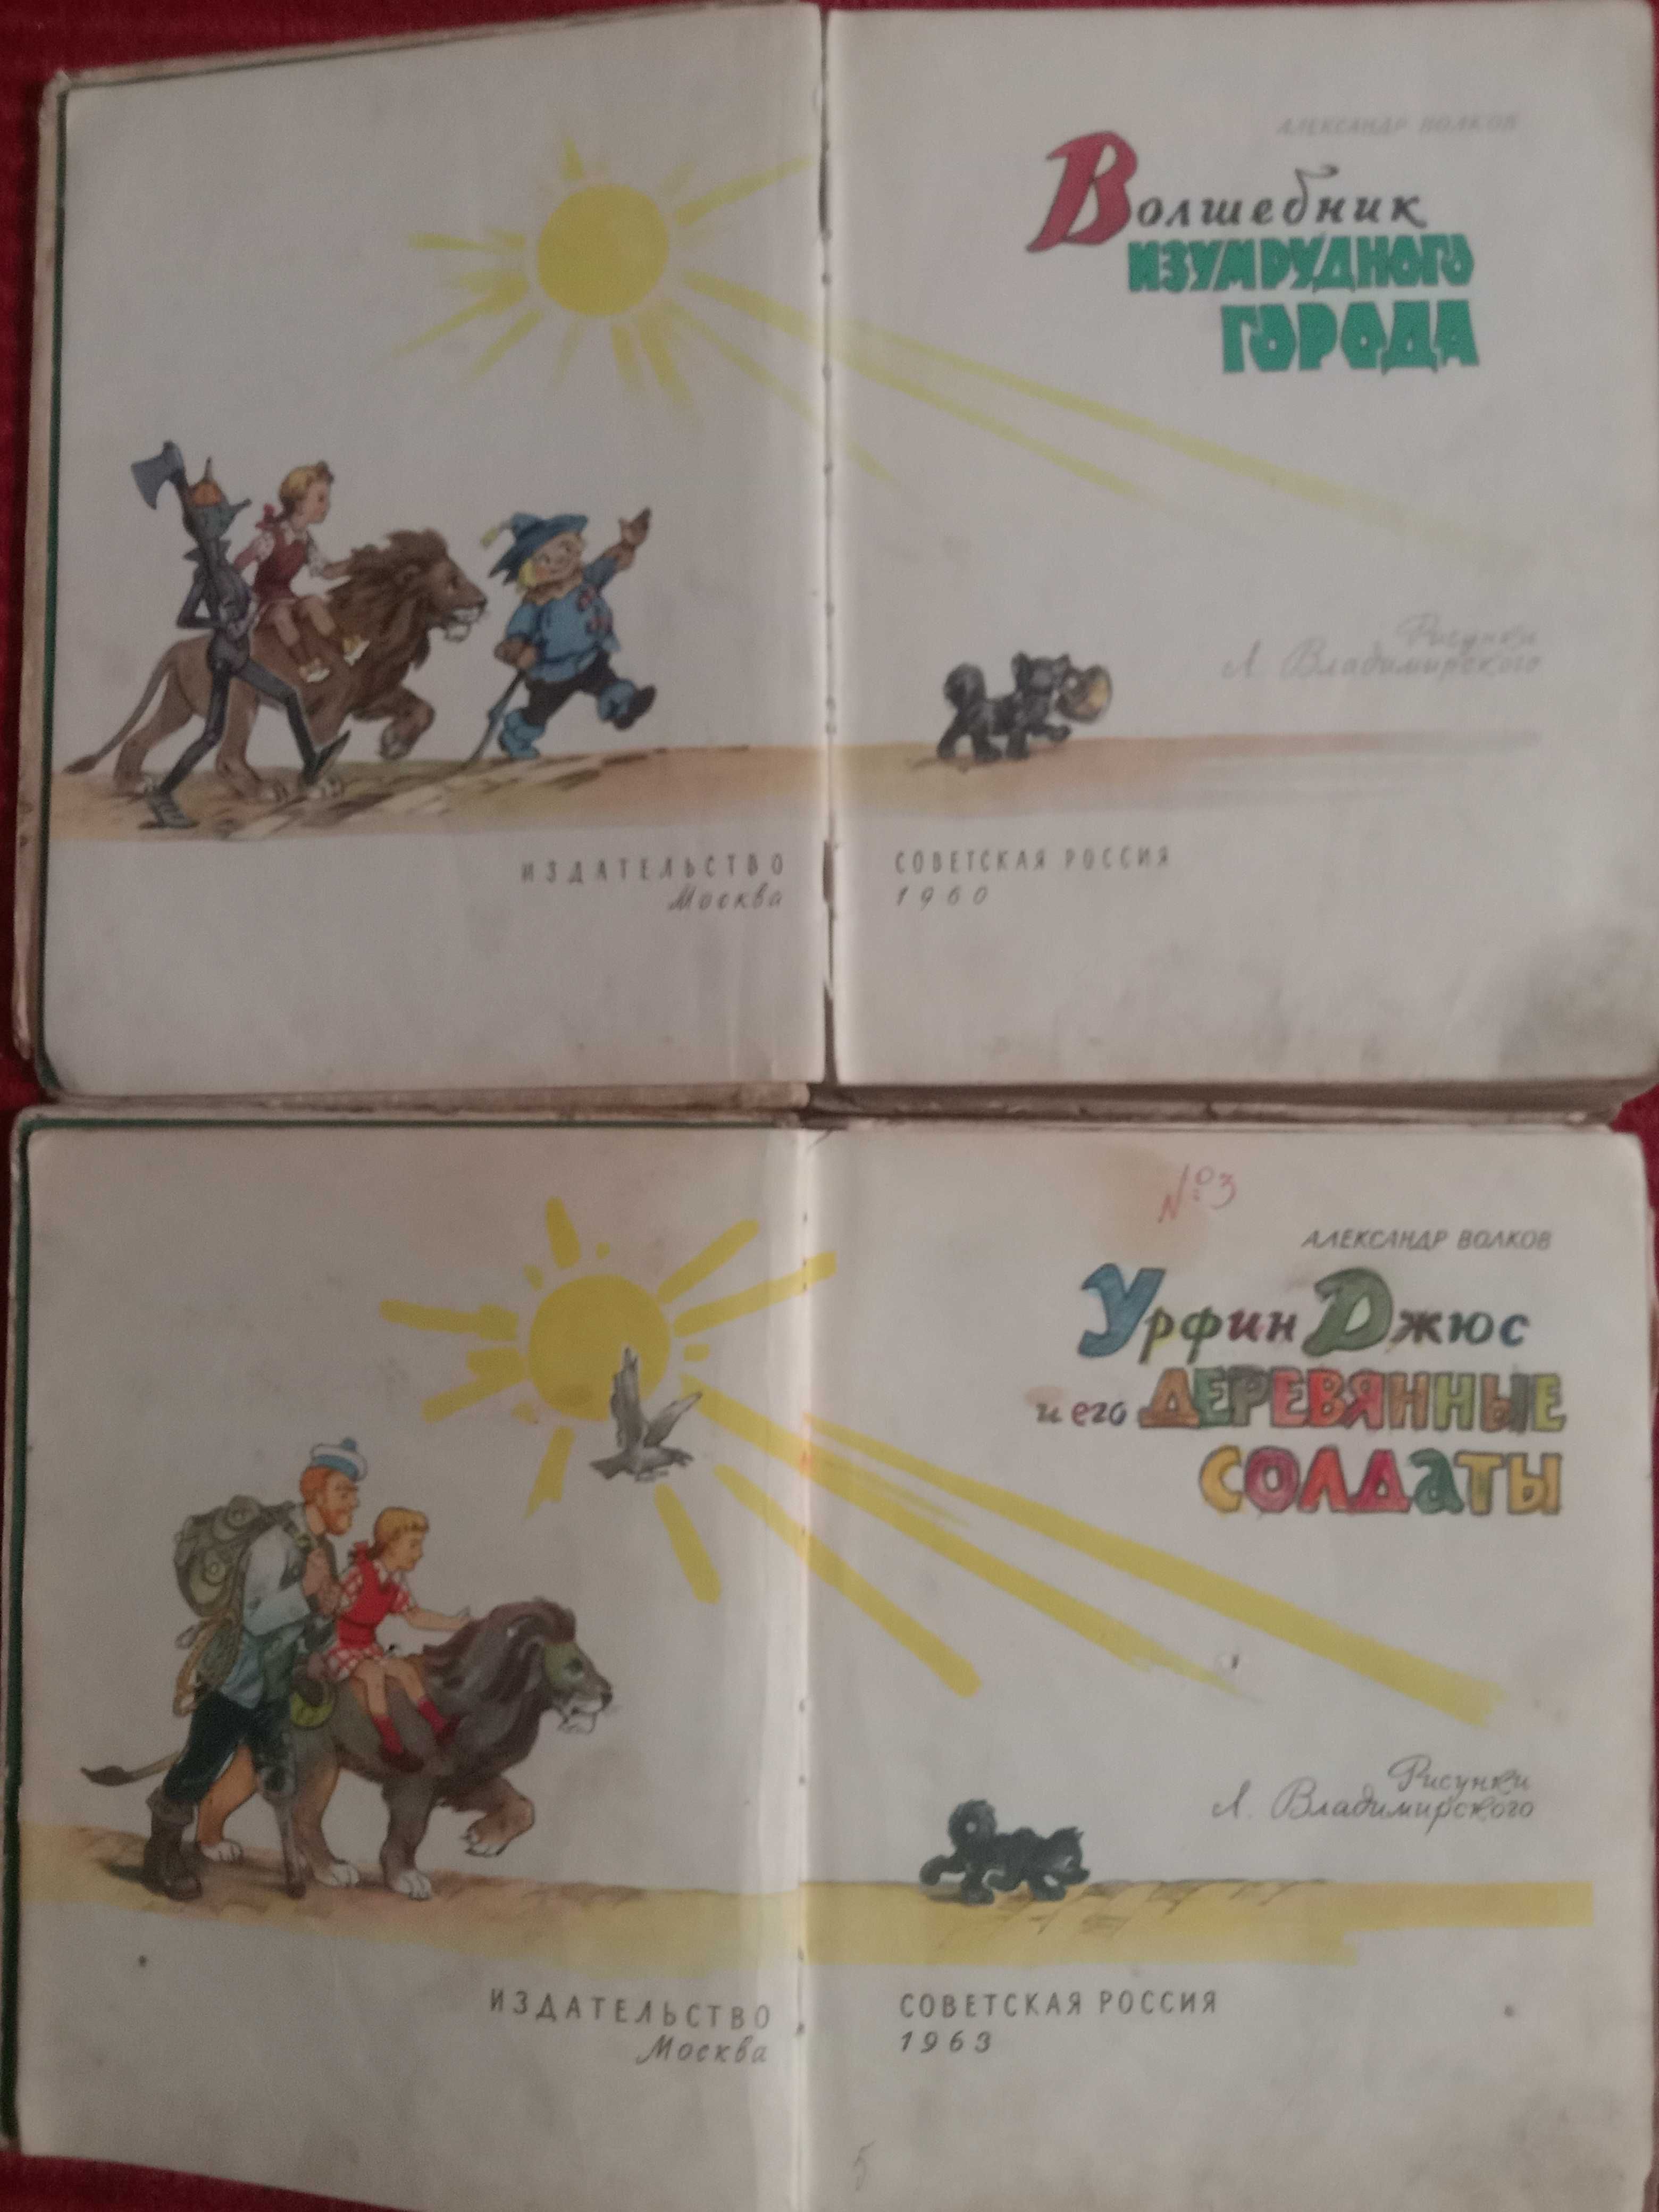 АЛЕКСАНДР ВОЛКОВ
Волшебник
ИЗУМРУДНОГО
ГОРОДА
Рисунки
Л. Владимирского
ИЗДАТЕЛЬСТВО СОВЕТСКАЯ РОССИЯ
Москва 1960
№3
АЛЕКСАНДР ВОЛКОВ
Урфин Джюс
и его ДЕРЕВЯННЫЕ
СОЛДАТЫ
Рисунки
Л. Владимирского
ИЗДАТЕЛЬСТВО СОВЕТСКАЯ РОССИЯ
Москва 1963
5